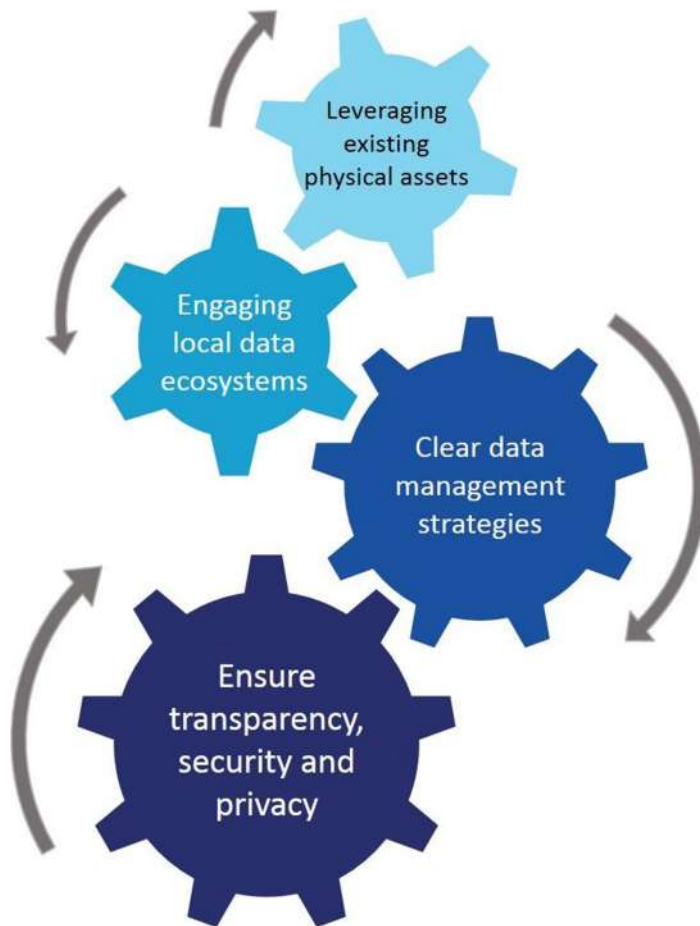 Leveraging
existing
physical assets
Engaging
local data
ecosystems
Clear data
management
strategies
Ensure
transparency,
security and
privacy